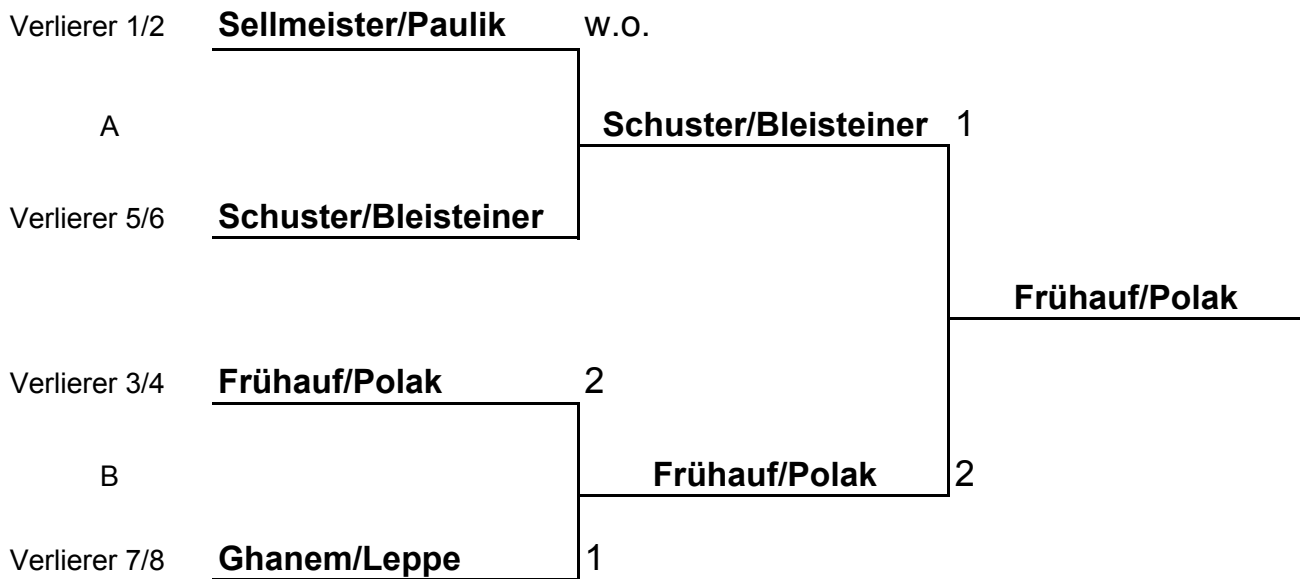 Verlierer 1/2 Sellmeister/Paulik w.o.
A Schuster/Bleisteiner 1
Verlierer 5/6 Schuster/Bleisteiner
Frühauf/Polak
Verlierer 3/4 Frühauf/Polak 2
B Frühauf/Polak 2
Verlierer 7/8 Ghanem/Leppe 1